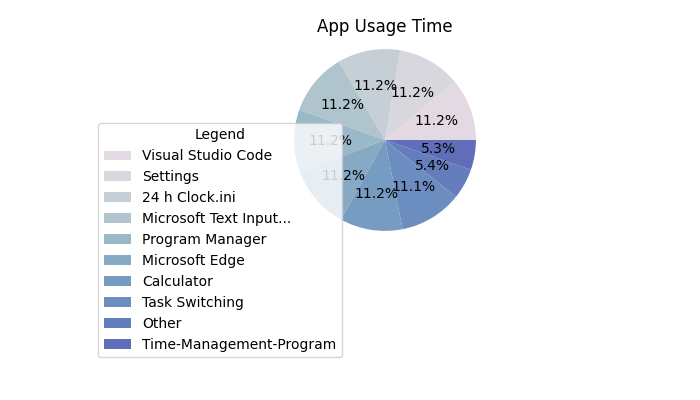 App Usage Time
11.2%
11.2%
11.2%
11.2%
11.2%
11.2%
11.2%
11.1%
5.4%
5.3%
Legend
Visual Studio Code
Settings
24 h Clock.ini
Microsoft Text Input...
Program Manager
Microsoft Edge
Calculator
Task Switching
Other
Time-Management-Program